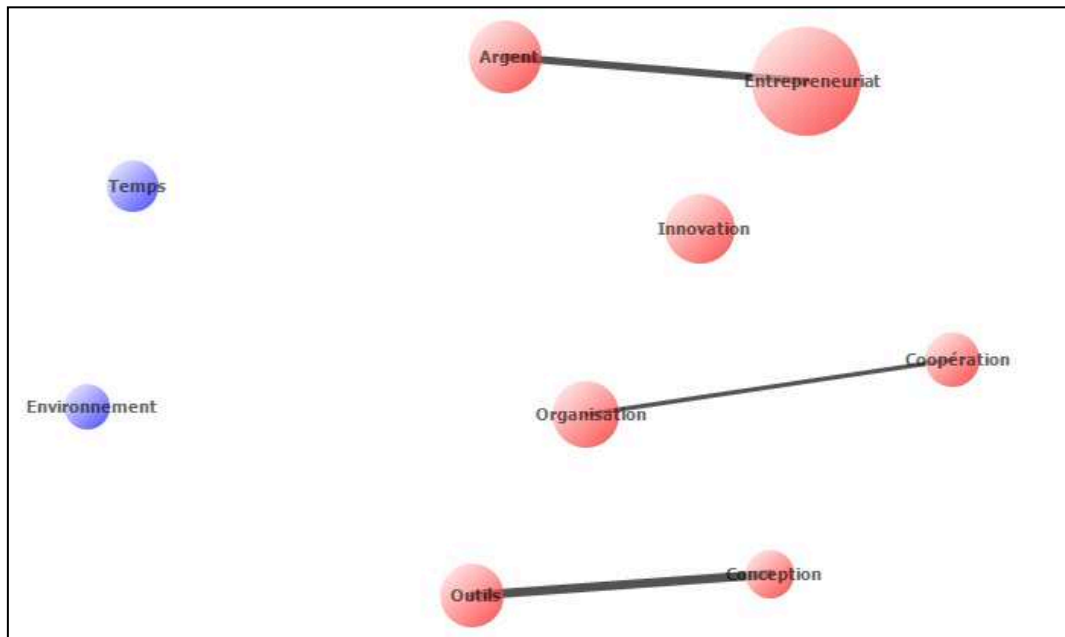 Argent
Entrepreneuriat
Temps
Innovation
Coopération
Environnement
Organisation
Conception
Outils